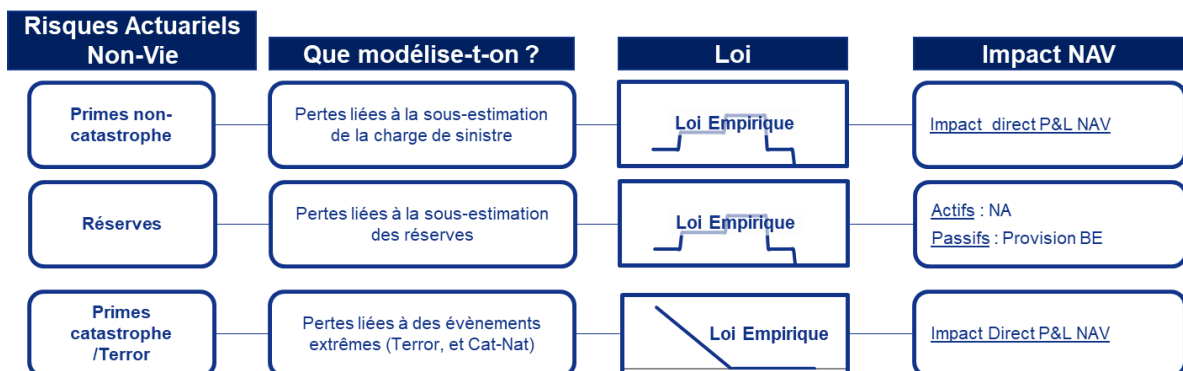 Risques Actuariels
Non-Vie
Que modélise-t-on ?
Loi
Impact NAV
Primes non-
catastrophe
Pertes liées à la sous-estimation
de la charge de sinistre
Loi Empirique
Impact direct P&L NAV
Réserves
Pertes liées à la sous-estimation
des réserves
Loi Empirique
Actifs : NA
Passifs : Provision BE
Primes
catastrophe
/Terror
Pertes liées à des évènements
extrêmes (Terror, et Cat-Nat)
Loi Empirique
Impact Direct P&L NAV